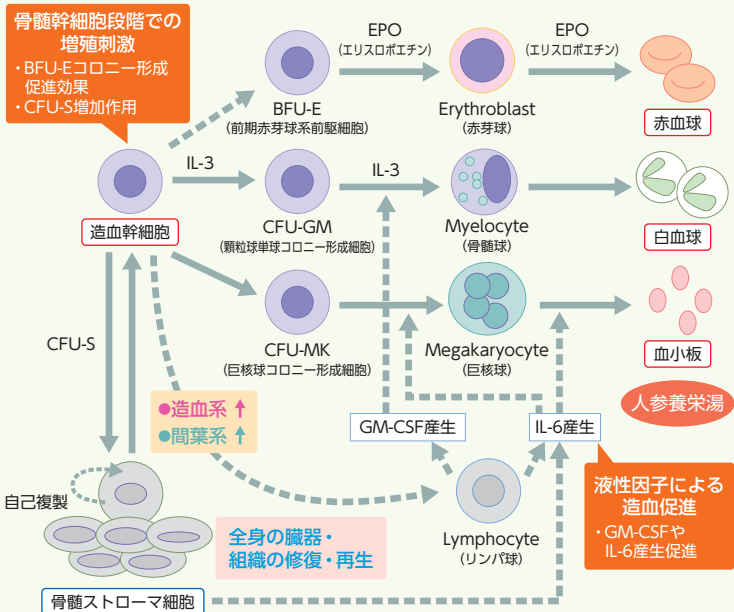 骨髄幹細胞段階での
増殖刺激
・BFU-Eコロニー形成
促進効果
・CFU-S増加作用
EPO
(エリスロポエチン)
EPO
(エリスロポエチン)
BFU-E
(前期赤芽球系前駆細胞)
Erythroblast
(赤芽球)
赤血球
IL-3
IL-3
造血幹細胞
CFU-GM
(顆粒球単球コロニー形成細胞)
Myelocyte
(骨髄球)
白血球
CFU-S
CFU-MK
(巨核球コロニー形成細胞)
Megakaryocyte
(巨核球)
血小板
●造血系 ↑
●間葉系 ↑
GM-CSF産生
IL-6産生
人参養栄湯
自己複製
全身の臓器・
組織の修復・再生
Lymphocyte
(リンパ球)
液性因子による
造血促進
・GM-CSFや
IL-6産生促進
骨髄ストローマ細胞